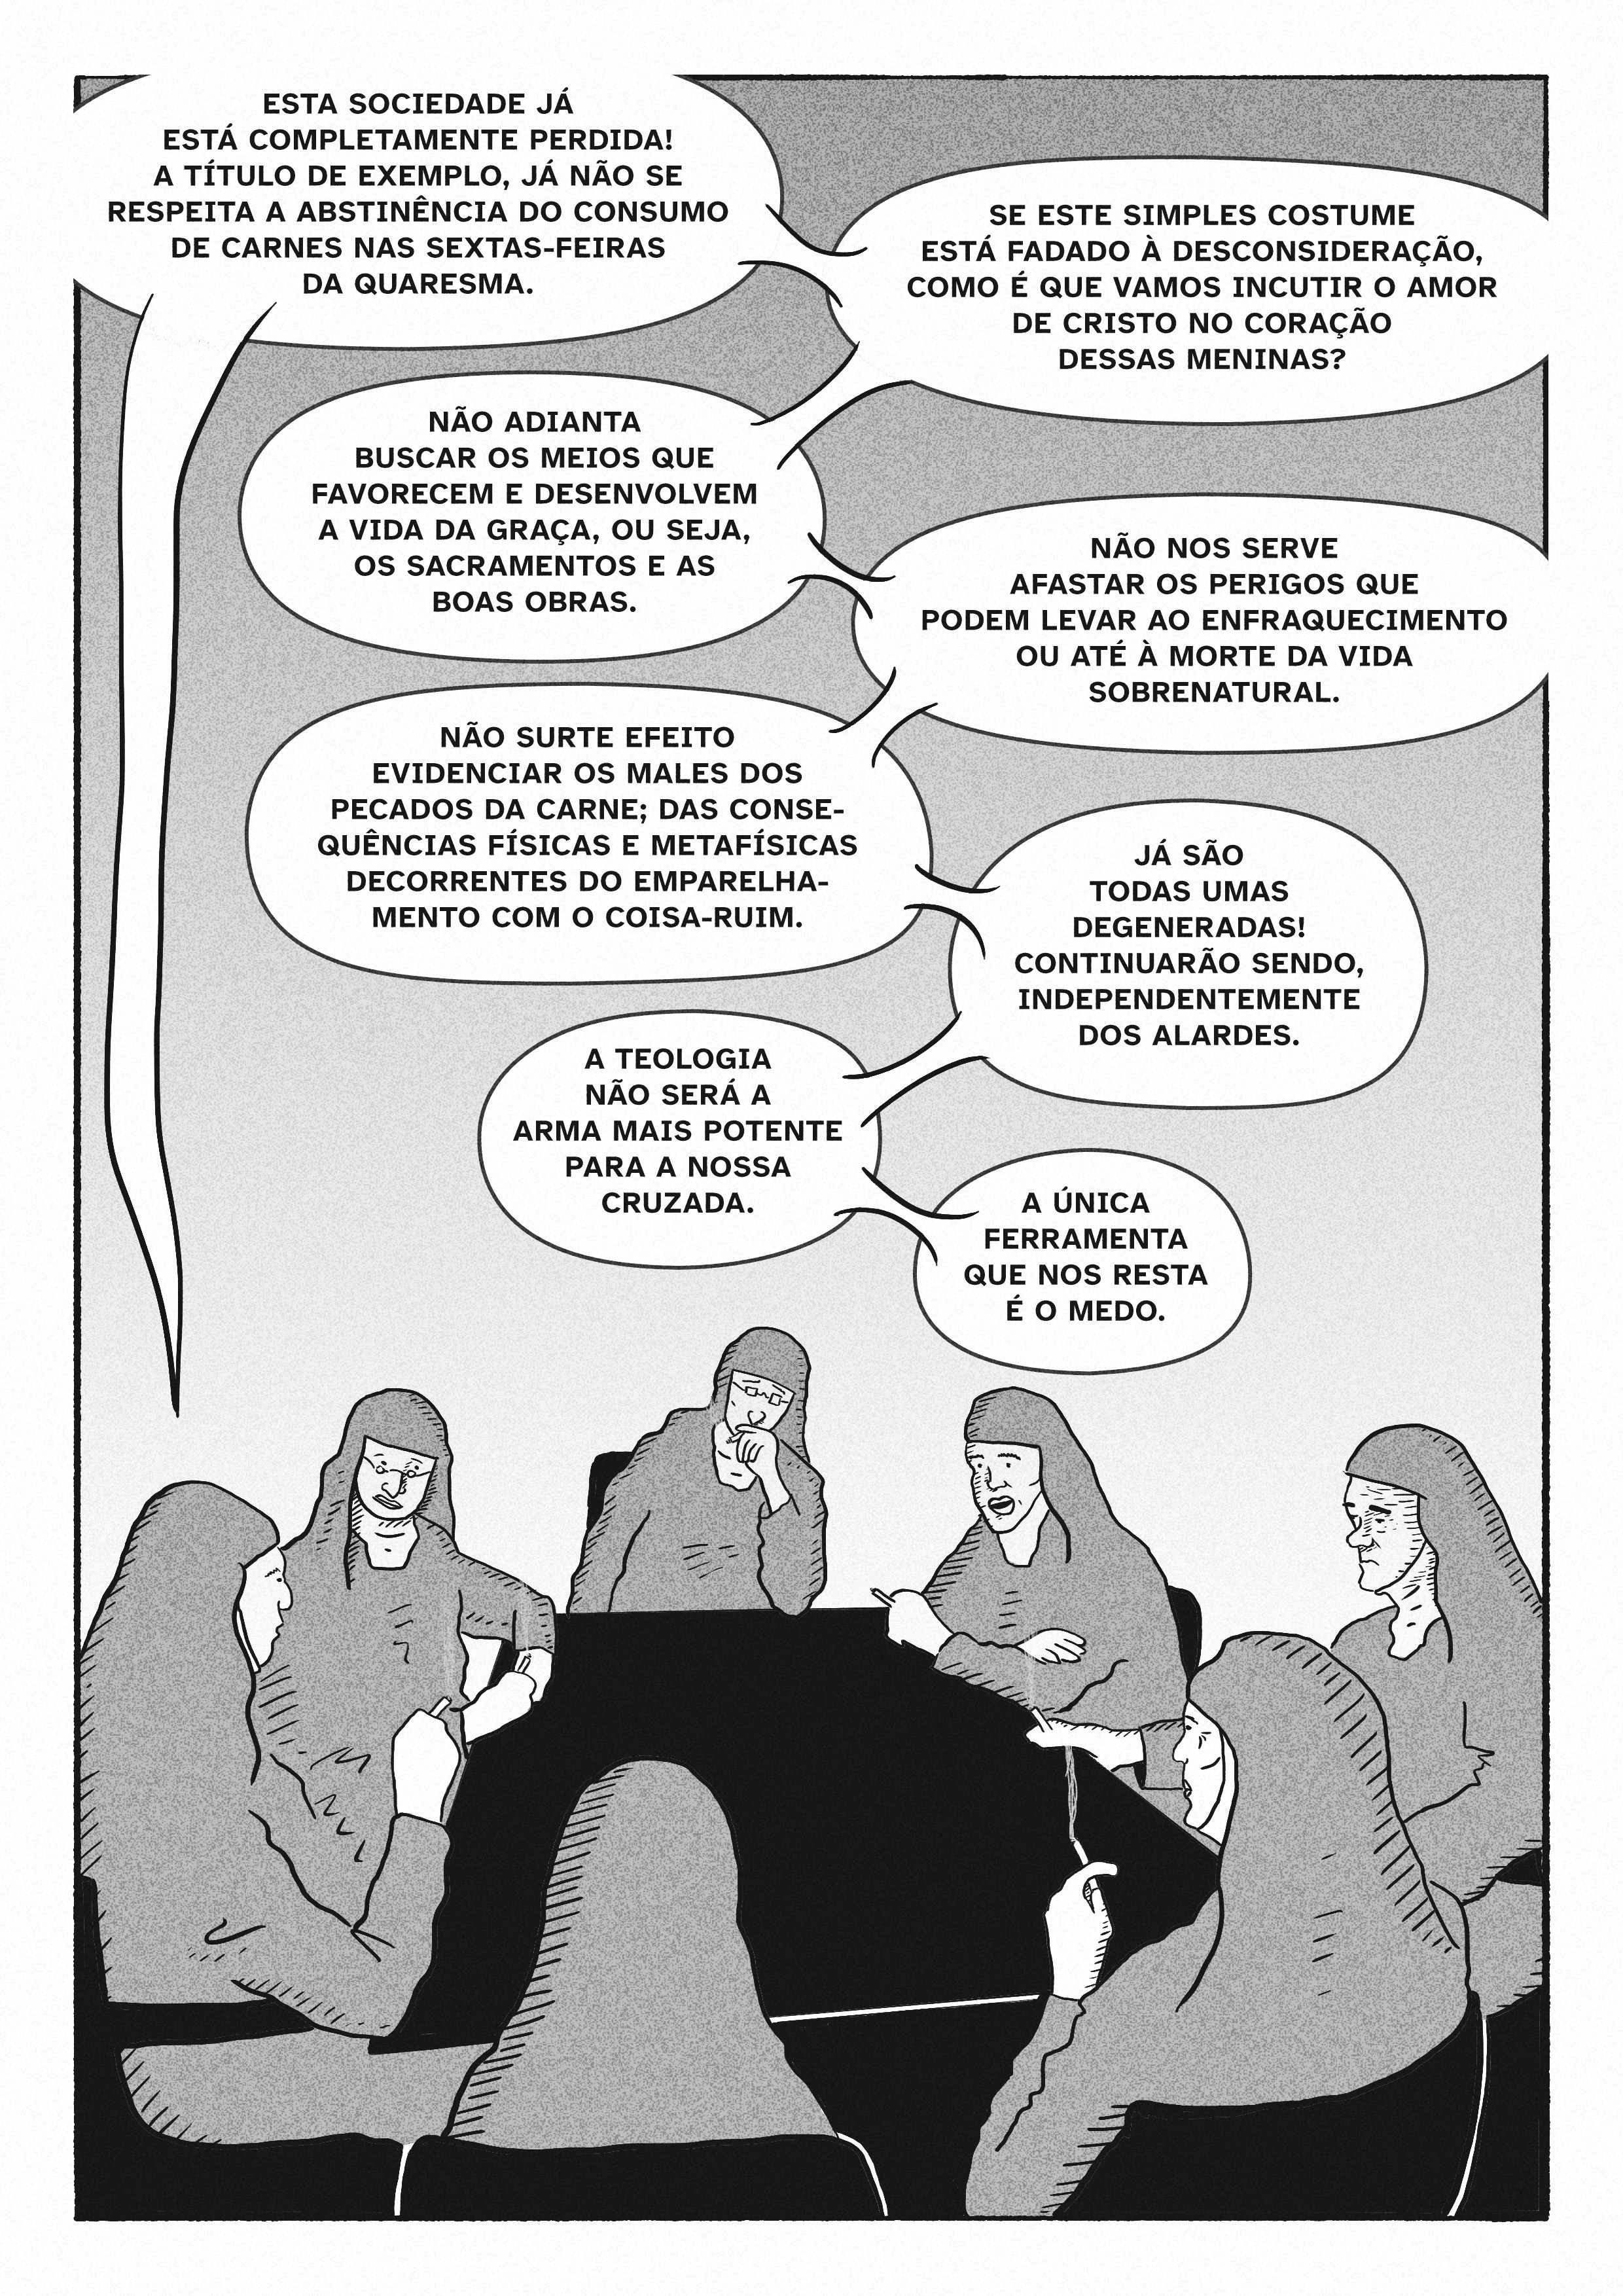 ESTA SOCIEDADE JÁ
ESTÁ COMPLETAMENTE PERDIDA!
A TÍTULO DE EXEMPLO, JÁ NÃO SE
RESPEITA A ABSTINÊNCIA DO CONSUMO
DE CARNES NAS SEXTAS-FEIRAS
DA QUARESMA.
SE ESTE SIMPLES COSTUME
ESTÁ FADADO À DESCONSIDERAÇÃO,
COMO É QUE VAMOS INCUTIR O AMOR
DE CRISTO NO CORAÇÃO
DESSAS MENINAS?
NÃO ADIANTA
BUSCAR OS MEIOS QUE
FAVORECEM E DESENVOLVEM
A VIDA DA GRAÇA, OU SEJA,
OS SACRAMENTOS E AS
BOAS OBRAS.
NÃO NOS SERVE
AFASTAR OS PERIGOS QUE
PODEM LEVAR AO ENFRAQUECIMENTO
OU ATÉ À MORTE DA VIDA
SOBRENATURAL.
NÃO SURTE EFEITO
EVIDENCIAR OS MALES DOS
PECADOS DA CARNE; DAS CONSE-
QUÊNCIAS FÍSICAS E METAFÍSICAS
DECORRENTES DO EMPARELHA-
MENTO COM O COISA-RUIM.
JÁ SÃO
TODAS UMAS
DEGENERADAS!
CONTINUARÃO SENDO,
INDEPENDENTEMENTE
DOS ALARDES.
A TEOLOGIA
NÃO SERÁ A
ARMA MAIS POTENTE
PARA A NOSSA
CRUZADA.
A ÚNICA
FERRAMENTA
QUE NOS RESTA
É O MEDO.